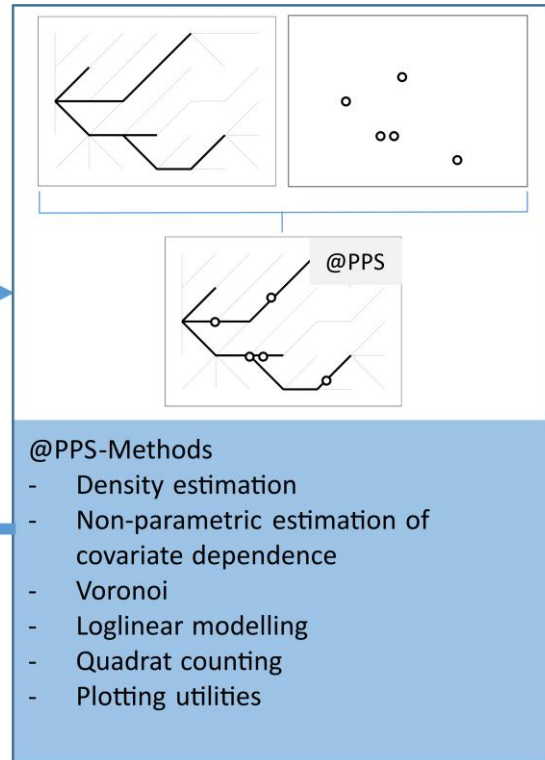 @PPS
@PPS-Methods
- Density estimation
- Non-parametric estimation of
covariate dependence
- Voronoi
- Loglinear modelling
- Quadrat counting
- Plotting utilities